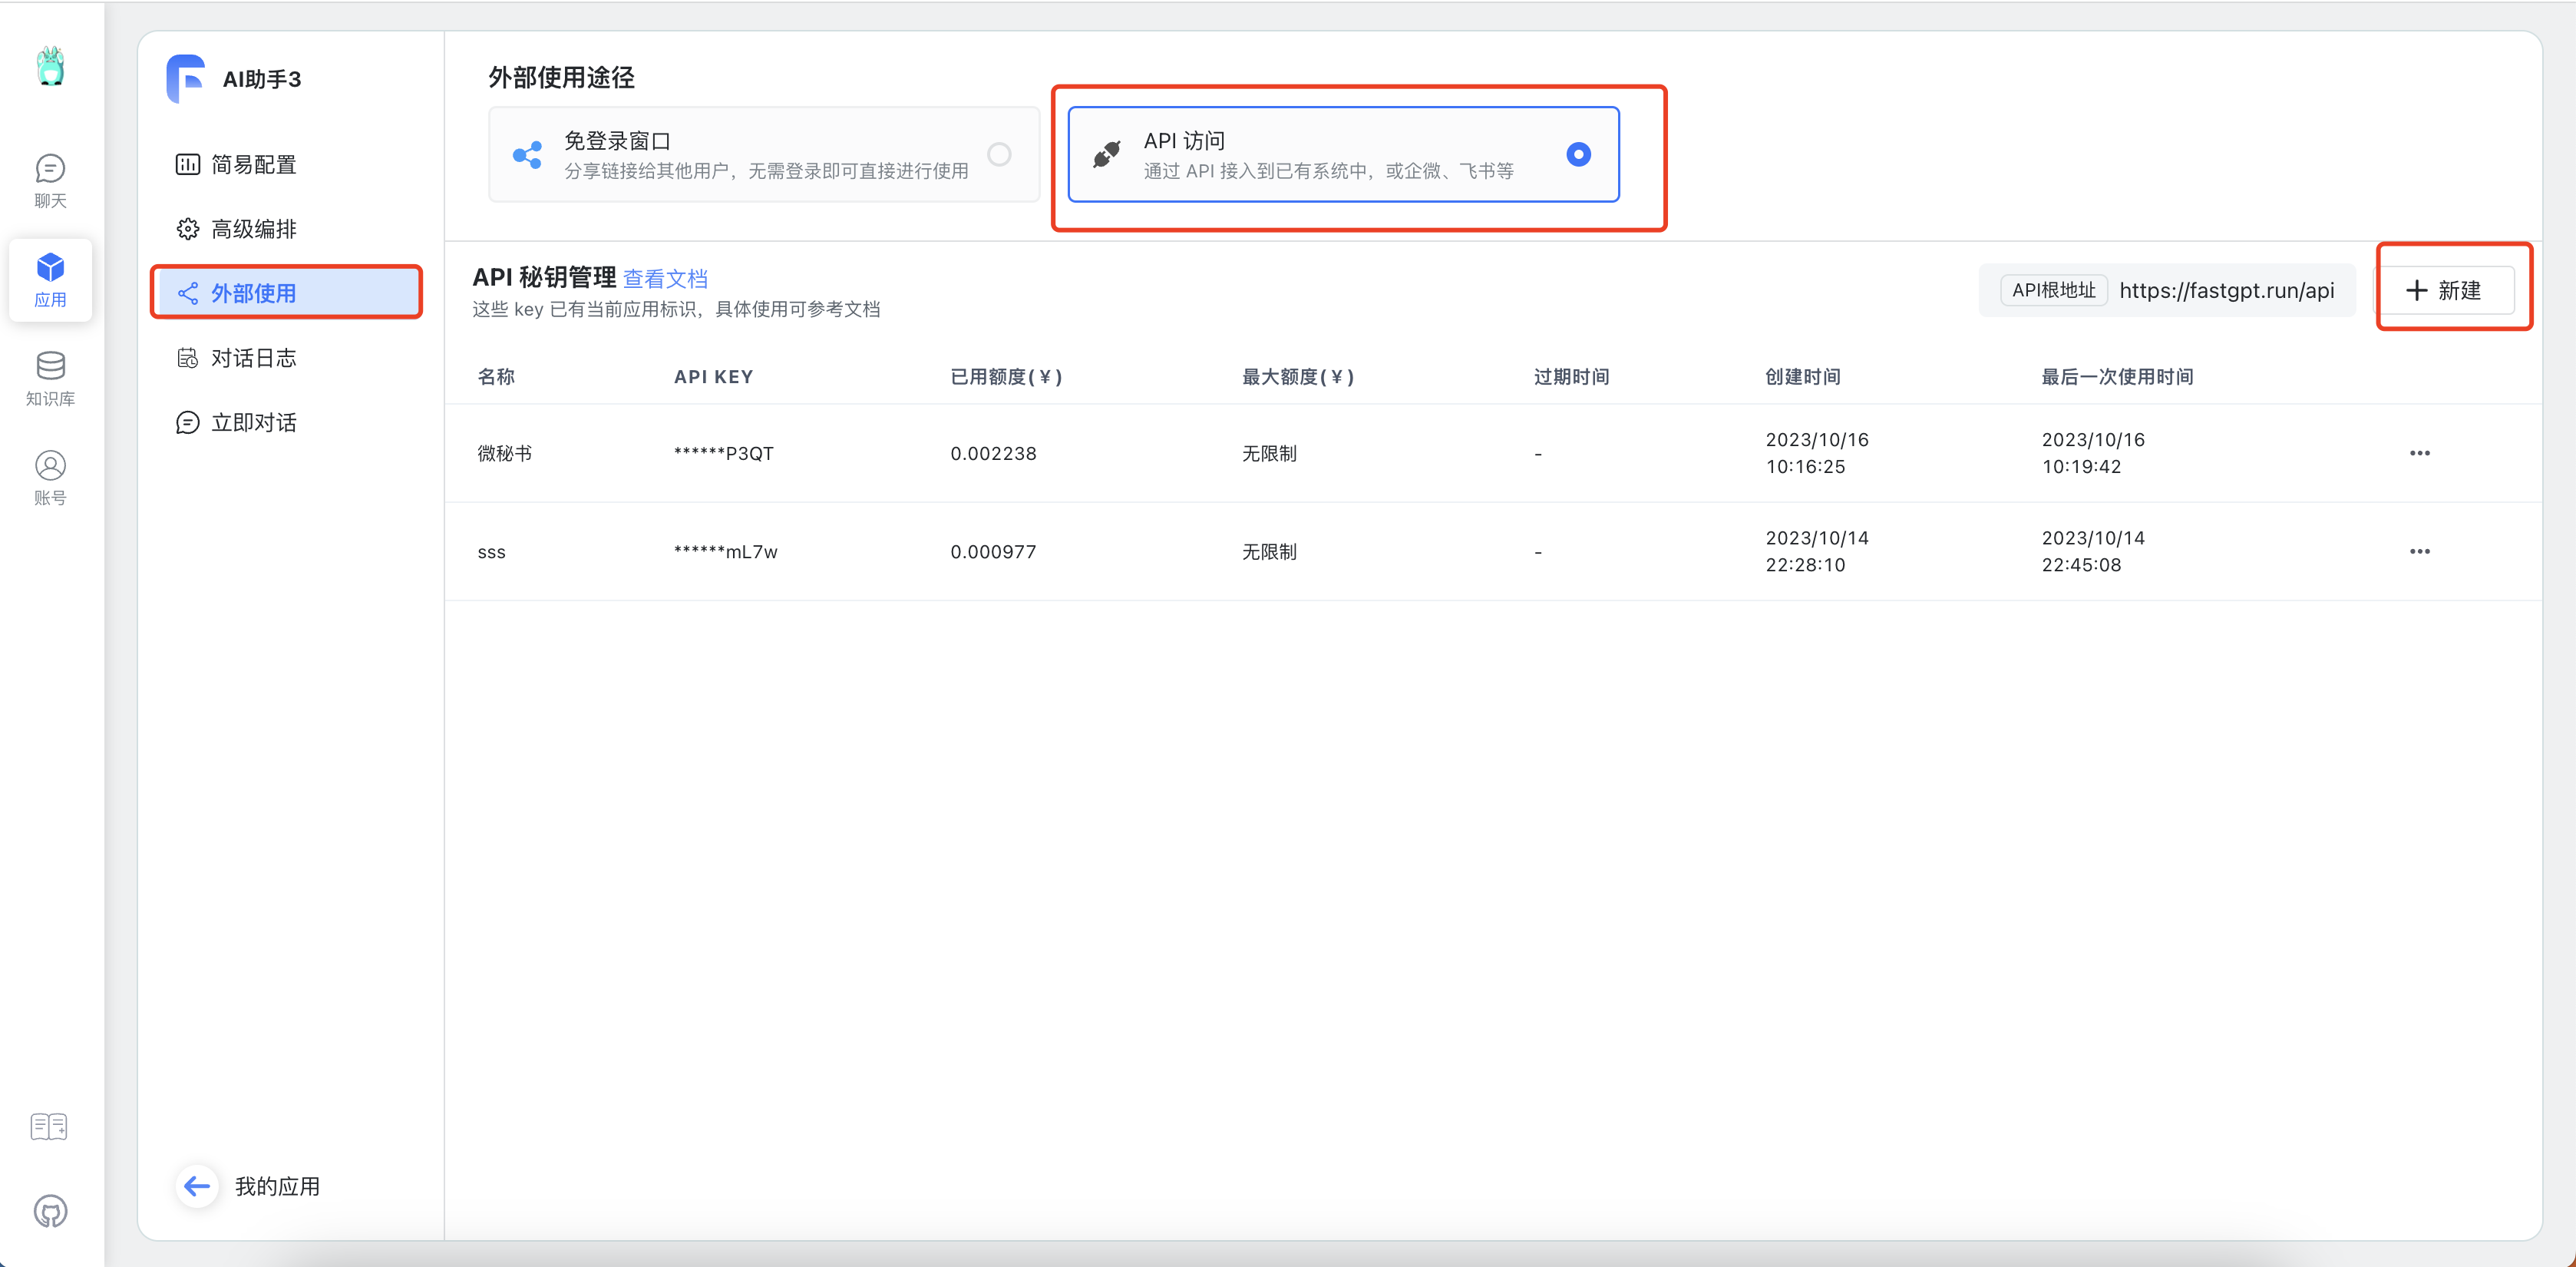 聊天
应用
知识库
账号
AI助手3
简易配置
高级编排
外部使用
对话日志
立即对话
我的应用
外部使用途径
免登录窗口
分享链接给其他用户，无需登录即可直接进行使用
API 访问
通过 API 接入到已有系统中，或企微、飞书等
API 秘钥管理 查看文档
这些 key 已有当前应用标识，具体使用可参考文档
API根地址 https://fastgpt.run/api
新建
名称 API KEY 已用额度(￥) 最大额度(￥) 过期时间 创建时间 最后一次使用时间
微秘书 ******P3QT 0.002238 无限制 - 2023/10/16 10:16:25 2023/10/16 10:19:42
sss ******mL7w 0.000977 无限制 - 2023/10/14 22:28:10 2023/10/14 22:45:08